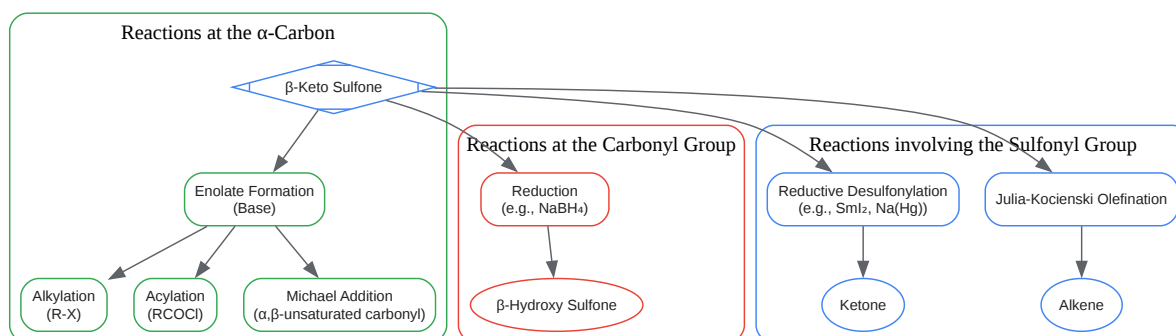 Reactions at the α-Carbon
β-Keto Sulfone
Reactions at the Carbonyl Group
Reactions involving the Sulfonyl Group
Enolate Formation
(Base)
Reduction
(e.g., NaBH₄)
Reductive Desulfonylation
(e.g., SmI₂, Na(Hg))
Julia-Kocienski Olefination
Alkylation
(R-X)
Acylation
(RCOCl)
Michael Addition
(α,β-unsaturated carbonyl)
β-Hydroxy Sulfone
Ketone
Alkene